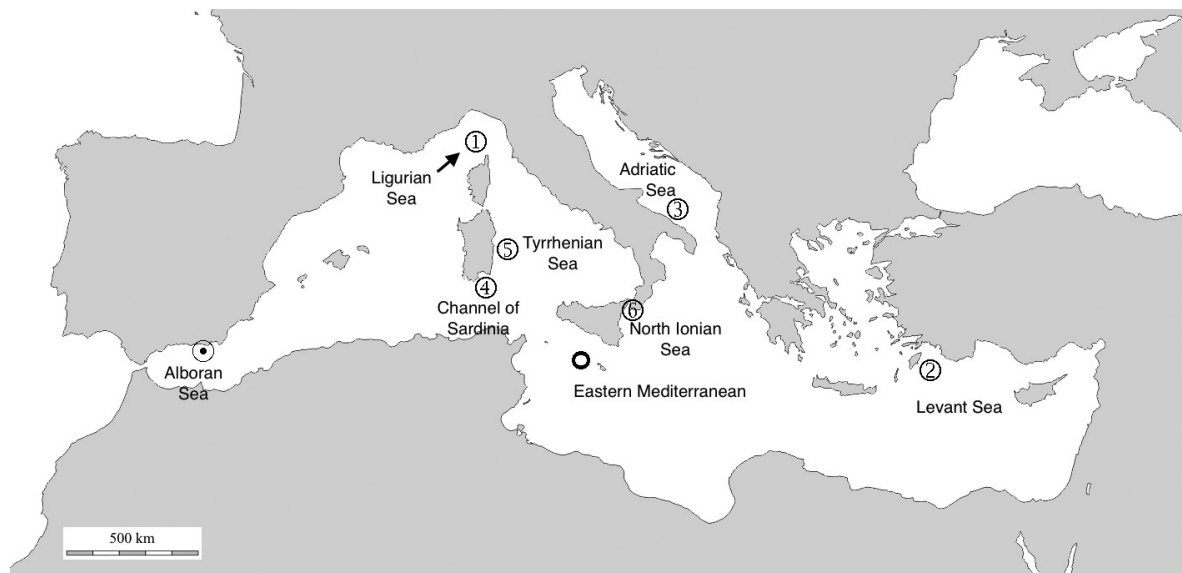 ①
Adriatic
Sea
Ligurian
Sea
③
⑤
Tyrrhenian
Sea
④
Channel of
Sardinia
⑥
North Ionian
Sea
Alboran
Sea
②
Eastern Mediterranean
Levant Sea
500 km